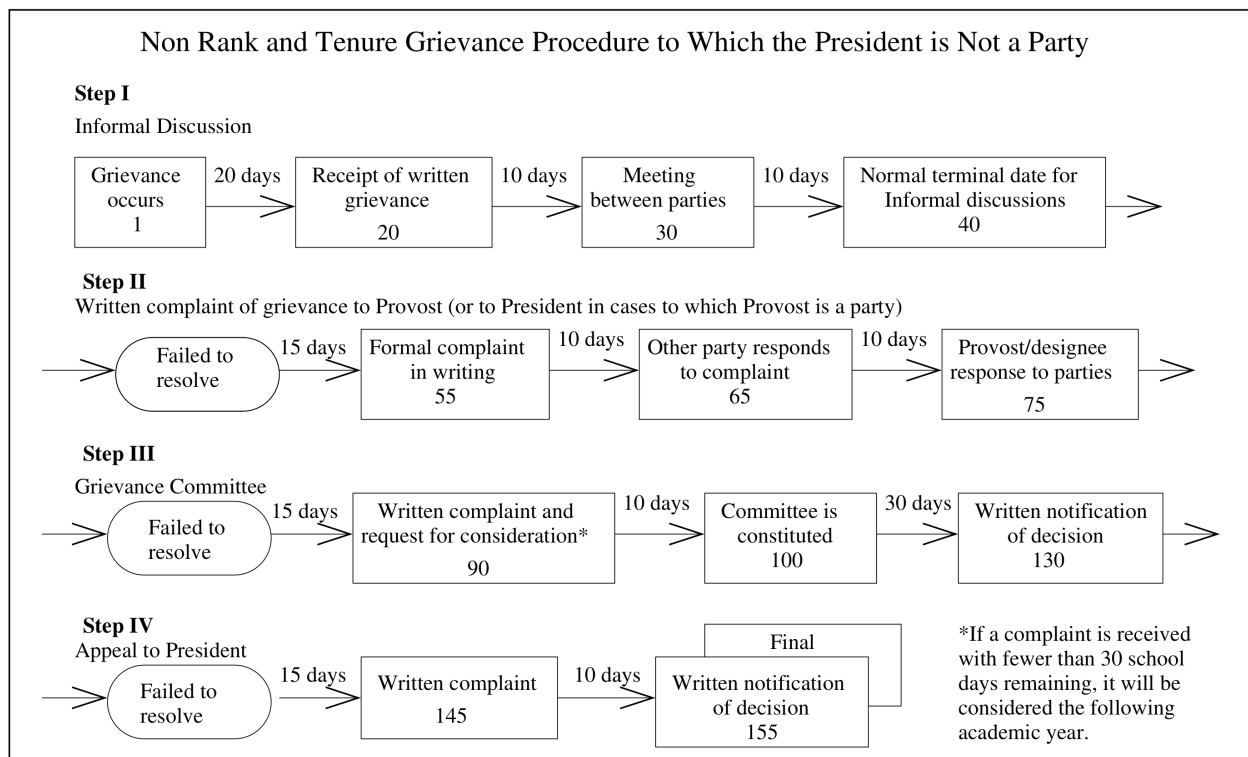 Non Rank and Tenure Grievance Procedure to Which the President is Not a Party
Step I
Informal Discussion
Grievance
occurs
1
20 days
Receipt of written
grievance
20
10 days
Meeting
between parties
30
10 days
Normal terminal date for
Informal discussions
40
Step II
Written complaint of grievance to Provost (or to President in cases to which Provost is a party)
Failed to
resolve
15 days
Formal complaint
in writing
55
10 days
Other party responds
to complaint
65
10 days
Provost/designee
response to parties
75
Step III
Grievance Committee
Failed to
resolve
15 days
Written complaint and
request for consideration*
90
10 days
Committee is
constituted
100
30 days
Written notification
of decision
130
Step IV
Appeal to President
Failed to
resolve
15 days
Written complaint
145
10 days
Final
Written notification
of decision
155
*If a complaint is received
with fewer than 30 school
days remaining, it will be
considered the following
academic year.